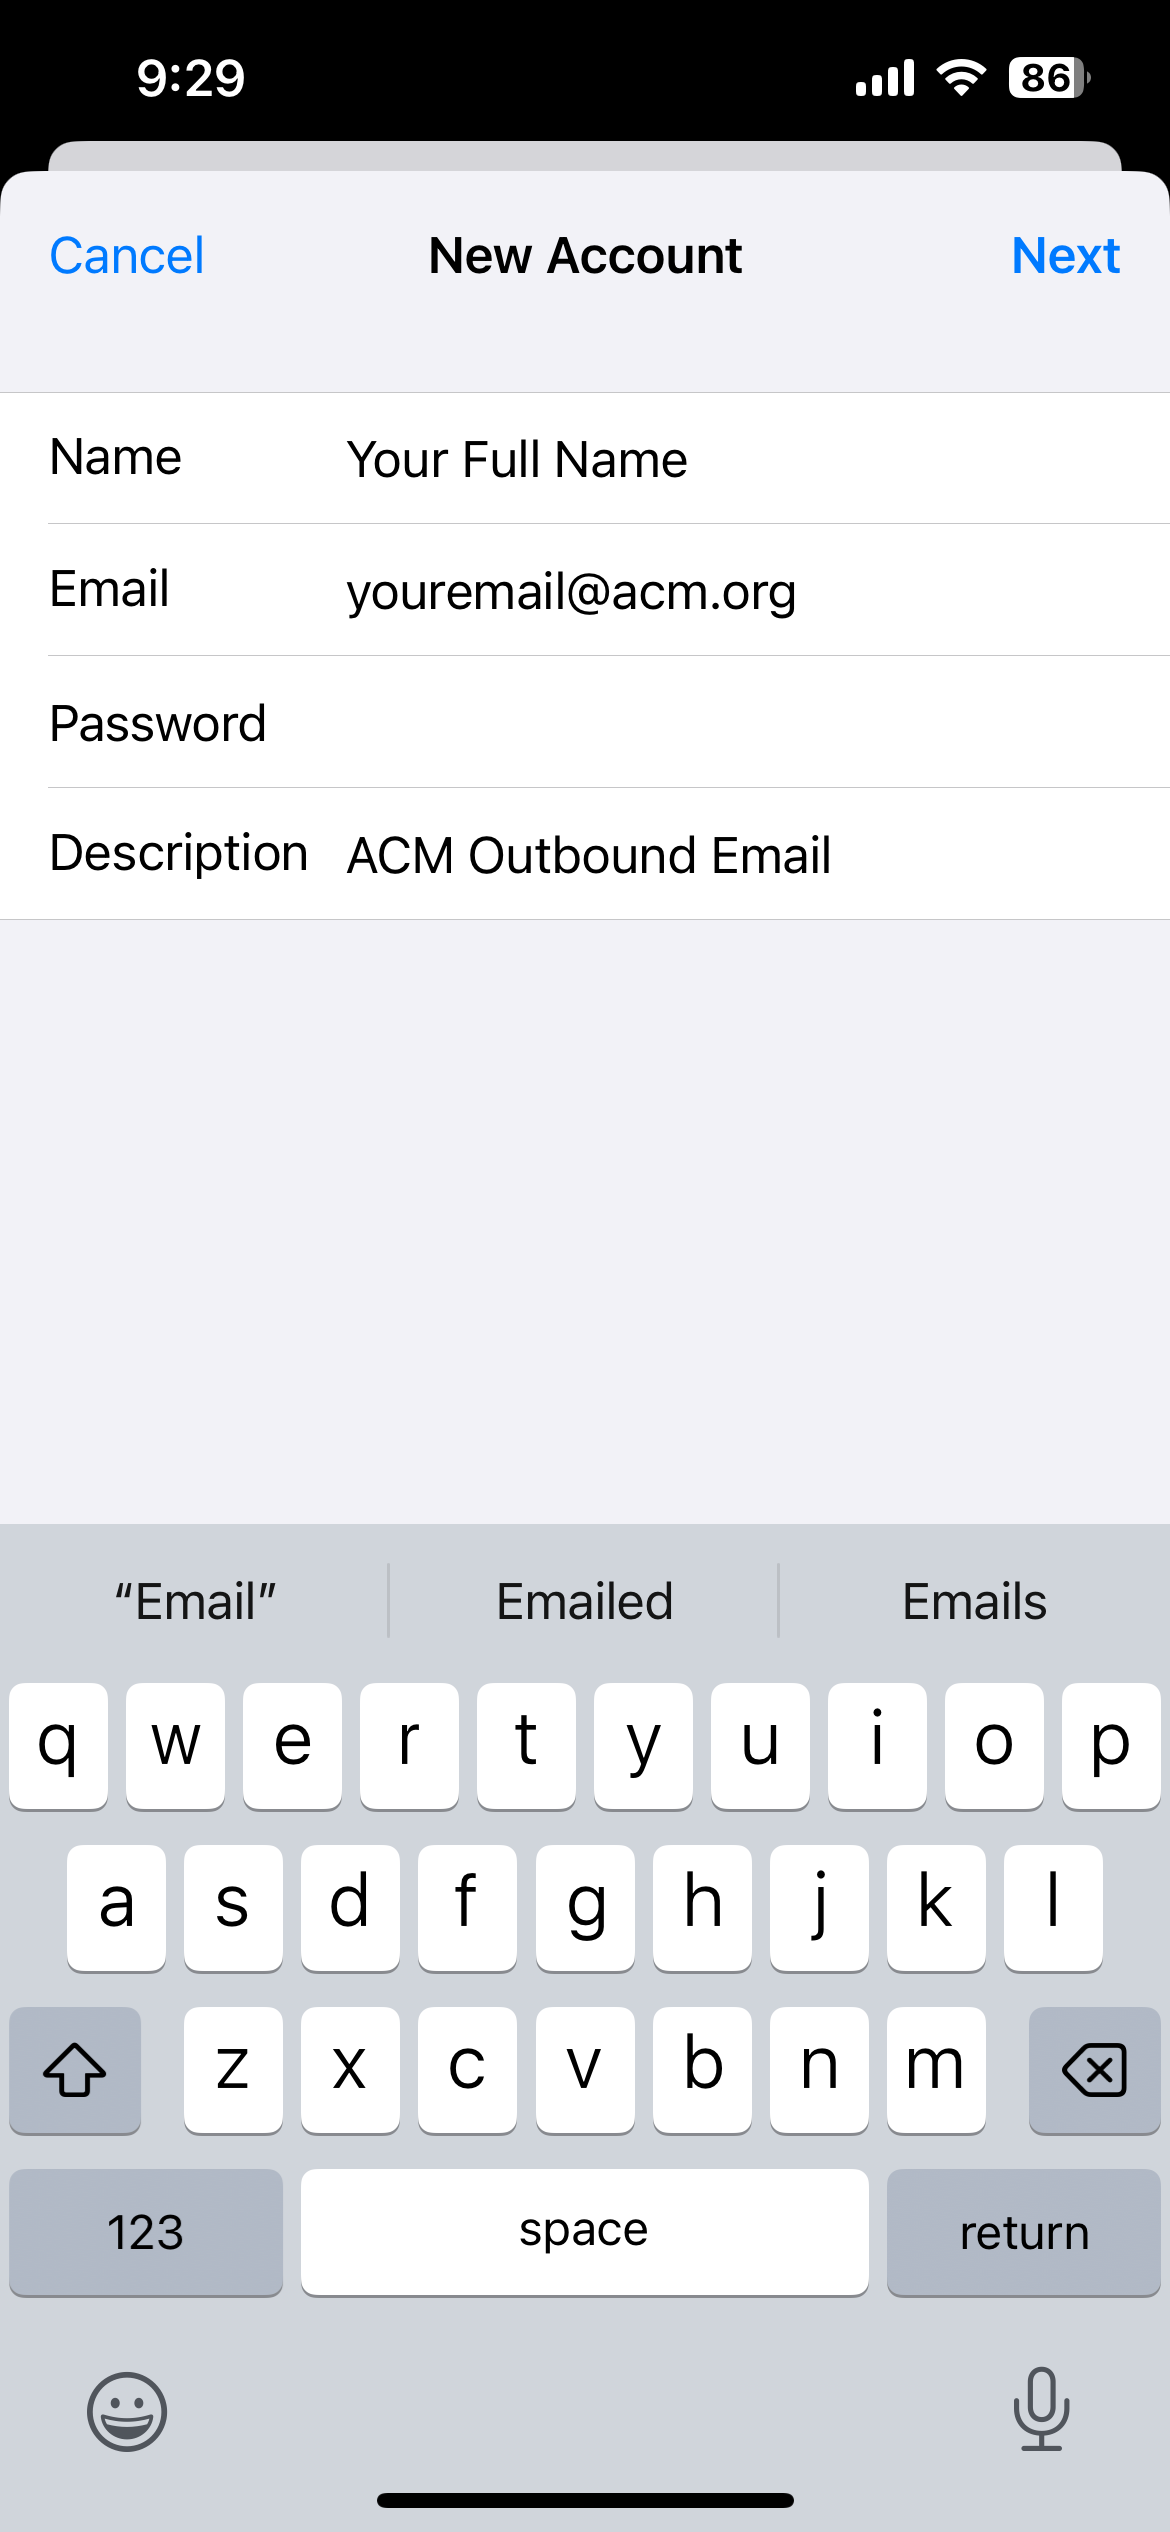 9:29 86
Cancel New Account Next
Name Your Full Name
Email youremail@acm.org
Password
Description ACM Outbound Email
“Email” Emailed Emails
q w e r t y u i o p
a s d f g h j k l
z x c v b n m
123 space return